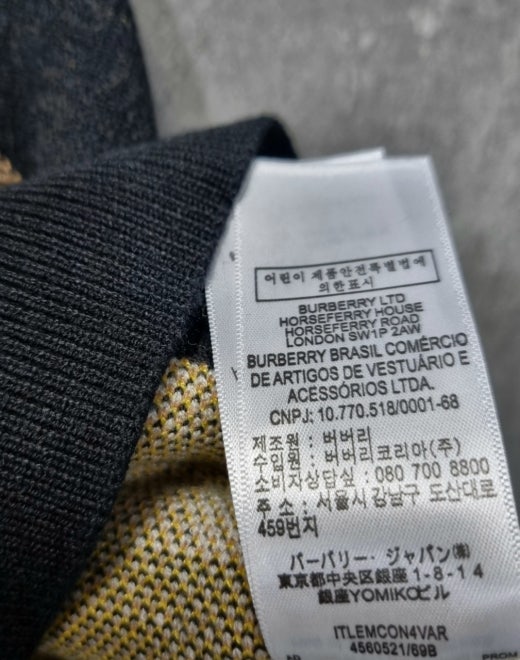 어린이 제품안전특별법에
의한표시
BURBERRY LTD
HORSEFERRY HOUSE
HORSEFERRY ROAD
LONDON SW1P 2AW
BURBERRY BRASIL COMÉRCIO
DE ARTIGOS DE VESTUÁRIO E
ACESSÓRIOS LTDA.
CNPJ: 10.770.518/0001-68
제조원 : 버버리
수입원 : 버버리코리아(주)
소비자상담실 : 080 700 8800
주 소 : 서울시 강남구 도산대로
459번지
バーバリー・ジャパン㈱
東京都中央区銀座1-8-14
銀座YOMIKOビル
ITLEMCON4VAR
4560521/69B
PROM